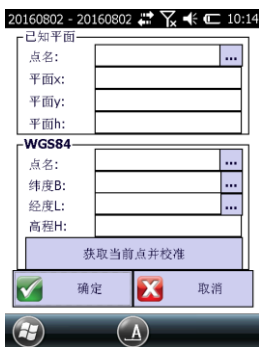 20160802 - 20160802 10:14
已知平面
点名: ...
平面x:
平面y:
平面h:
WGS84
点名: ...
纬度B: ...
经度L: ...
高程H:
获取当前点并校准
确定 取消
A